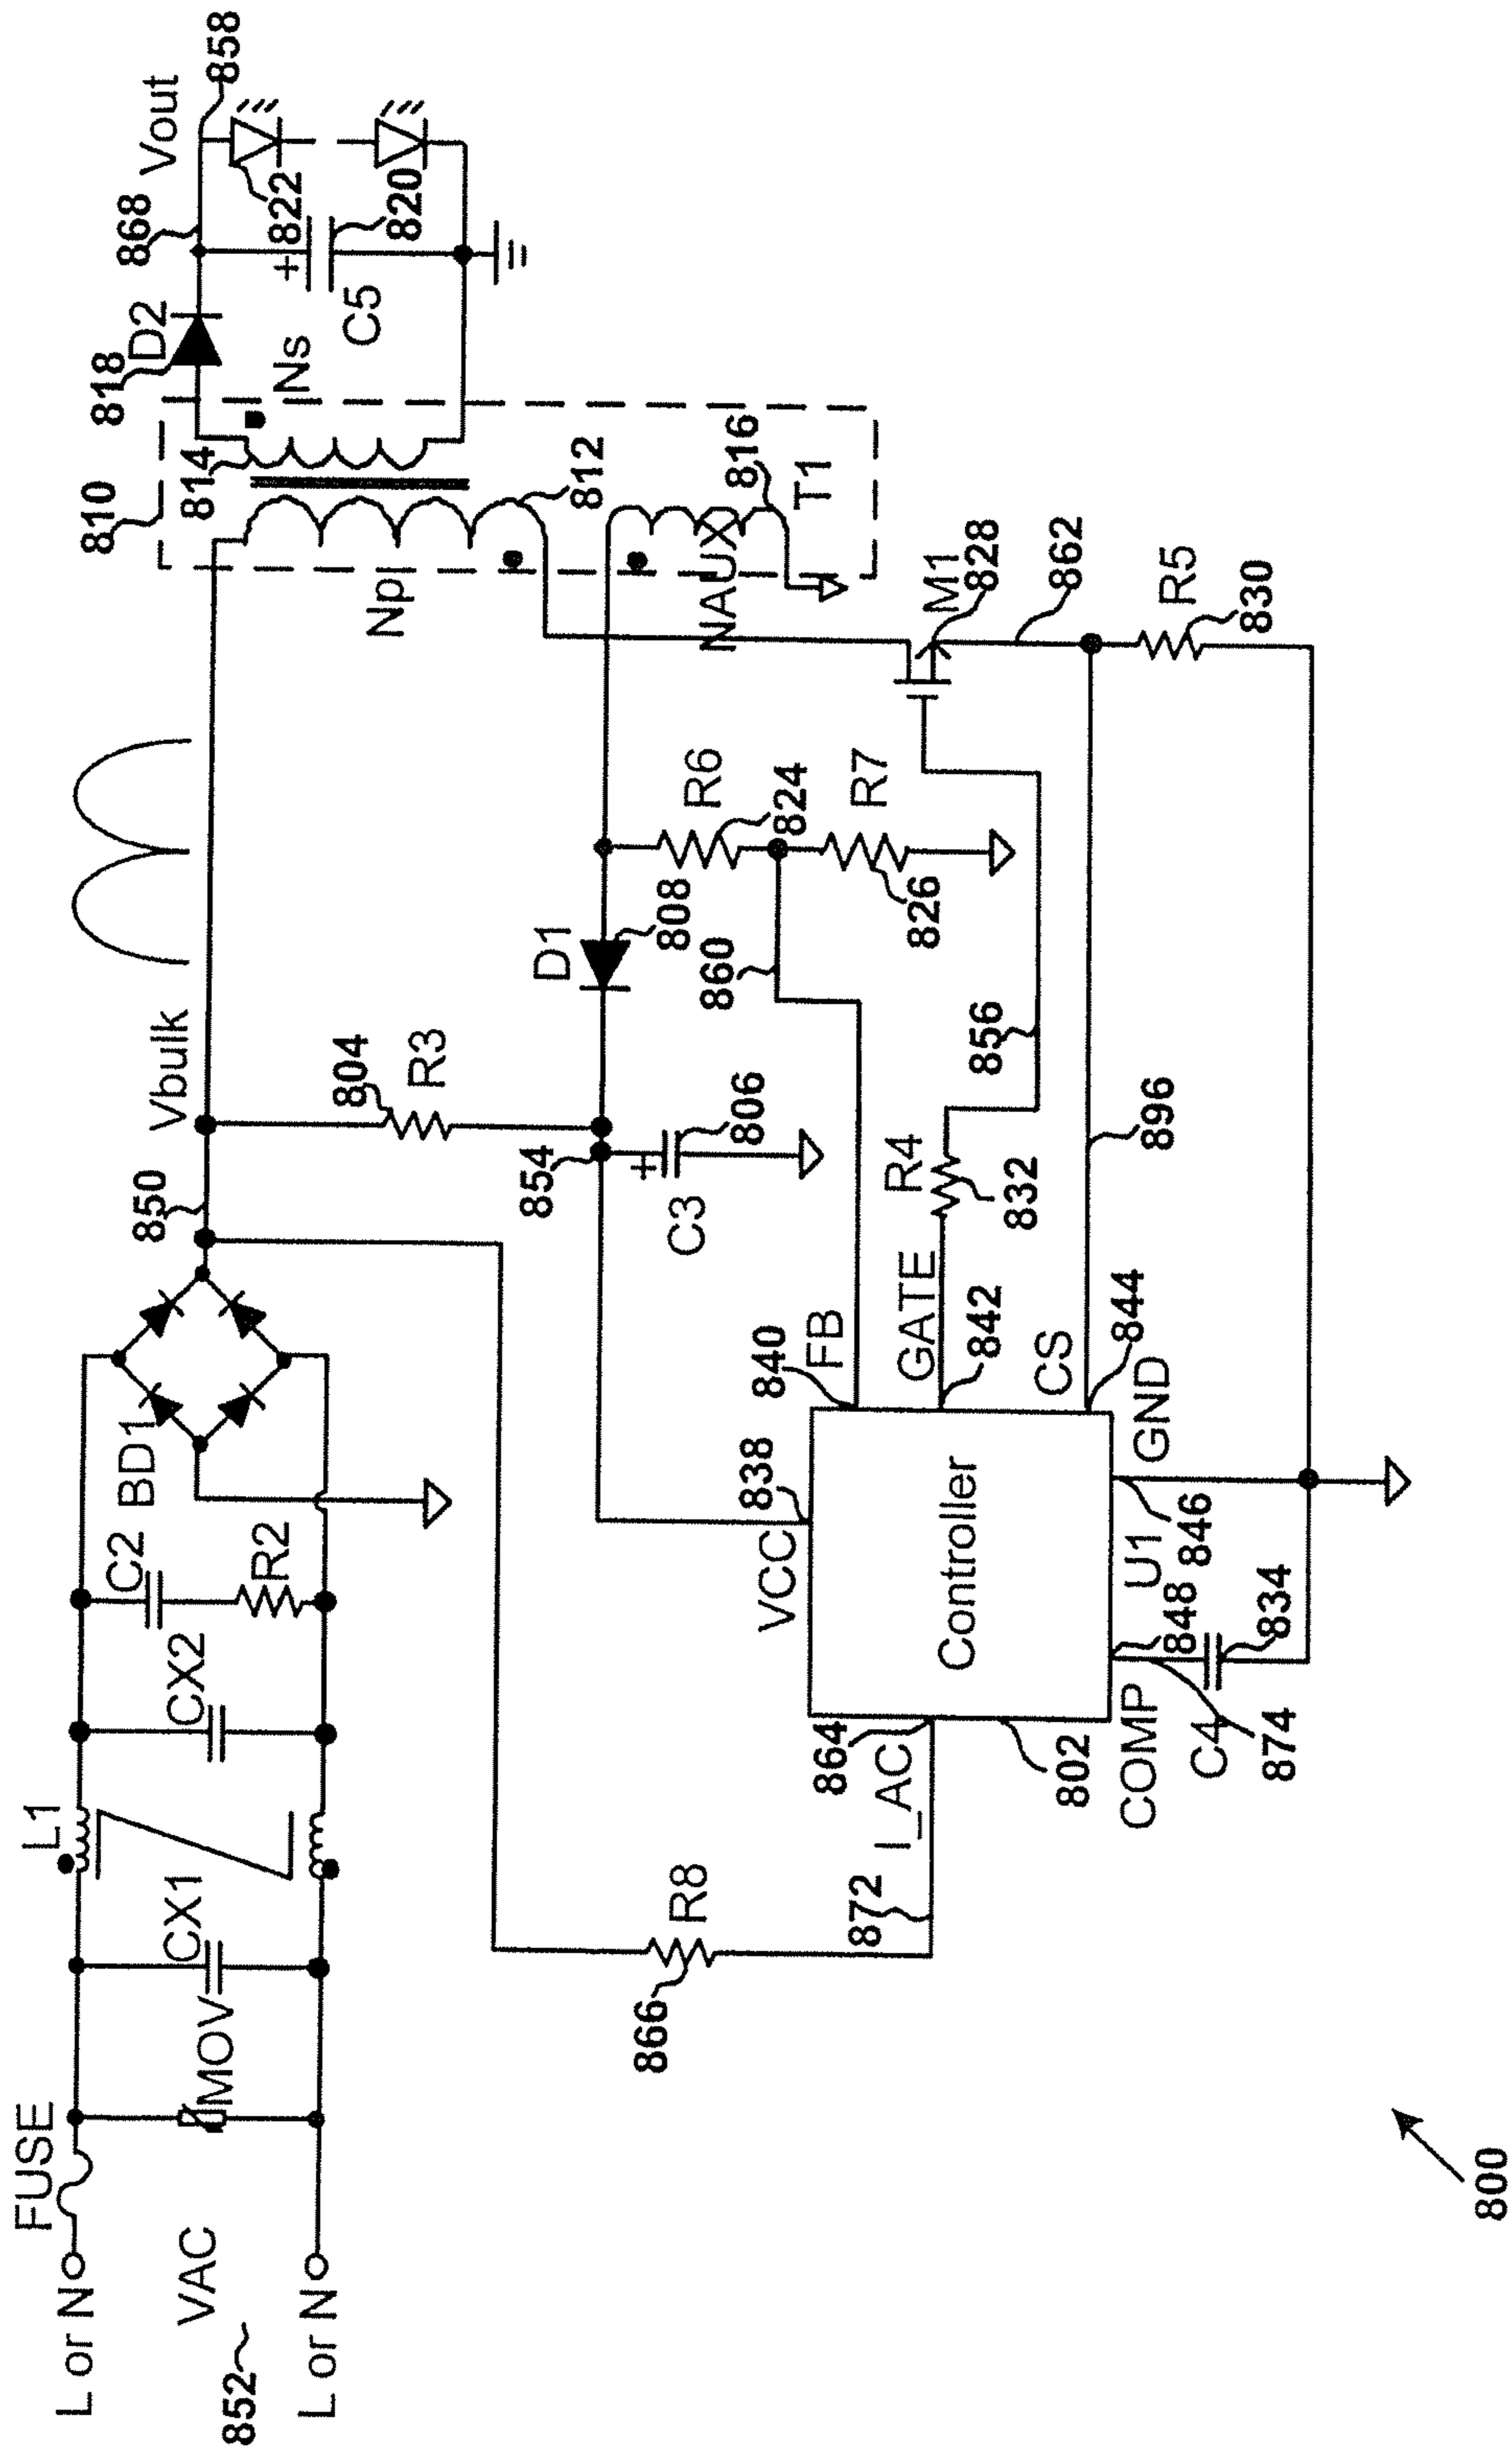 FUSE
L or N
VAC
852
L or N
MOV
CX1
L1
CX2
C2
R2
BD1
850
Vbulk
804
R3
854
C3
806
D1
808
R6
824
R7
826
860
Np
810
812
814
Ns
816
NAUX
T1
818
D2
868
Vout
858
822
820
C5
+
+
M1
828
862
R5
830
856
R4
832
896
GATE
842
FB
840
CS
844
GND
846
VCC
838
Controller
U1
848
834
COMP
C4
874
802
864
I_AC
872
R8
866
800